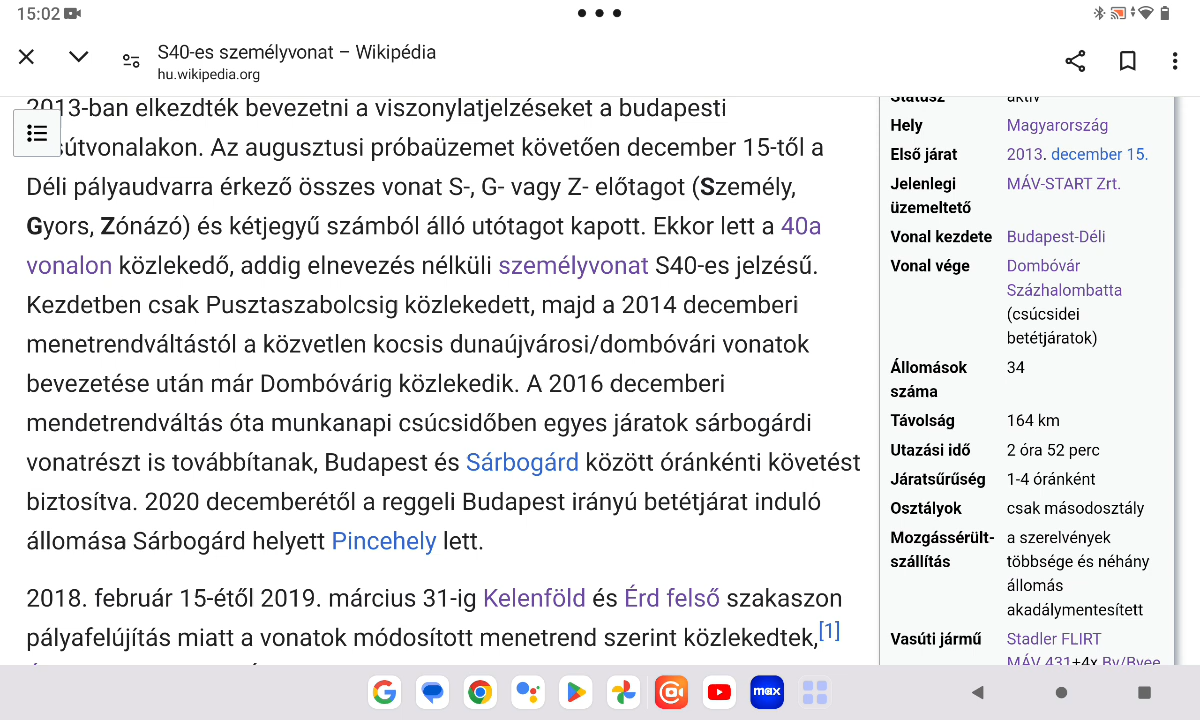 15:02
S40-es személyvonat – Wikipédia
hu.wikipedia.org
2013-ban elkezdték bevezetni a viszonylatjelzéseket a budapesti
sútvonalakon. Az augusztusi próbaüzemet követően december 15-től a
Déli pályaudvarra érkező összes vonat S-, G- vagy Z- előtagot (Személy,
Gyors, Zónázó) és kétjegyű számból álló utótagot kapott. Ekkor lett a 40a
vonalon közlekedő, addig elnevezés nélküli személyvonat S40-es jelzésű.
Kezdetben csak Pusztaszabolcsig közlekedett, majd a 2014 decemberi
menetrendváltástól a közvetlen kocsis dunaújvárosi/dombóvári vonatok
bevezetése után már Dombóvárig közlekedik. A 2016 decemberi
mendetrendváltás óta munkanapi csúcsidőben egyes járatok sárbogárdi
vonatrészt is továbbítanak, Budapest és Sárbogárd között óránkénti követést
biztosítva. 2020 decemberétől a reggeli Budapest irányú betétjárat induló
állomása Sárbogárd helyett Pincehely lett.
2018. február 15-étől 2019. március 31-ig Kelenföld és Érd felső szakaszon
pályafelújítás miatt a vonatok módosított menetrend szerint közlekedtek,[1]
Státusz aktív
Hely Magyarország
Első járat 2013. december 15.
Jelenlegi MÁV-START Zrt.
üzemeltető
Vonal kezdete Budapest-Déli
Vonal vége Dombóvár
Százhalombatta
(csúcsidei
betétjáratok)
Állomások 34
száma
Távolság 164 km
Utazási idő 2 óra 52 perc
Járatsűrűség 1-4 óránként
Osztályok csak másodosztály
Mozgássérült- a szerelvények
szállítás többsége és néhány
állomás
akadálymentesített
Vasúti jármű Stadler FLIRT
MÁV 431+4x By/Byee
max